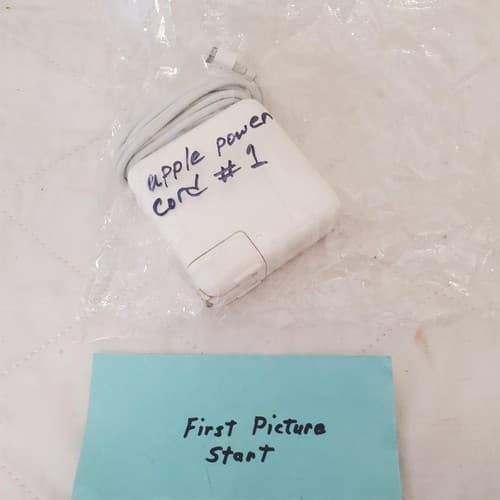 apple power
cord # 1
First Picture
Start